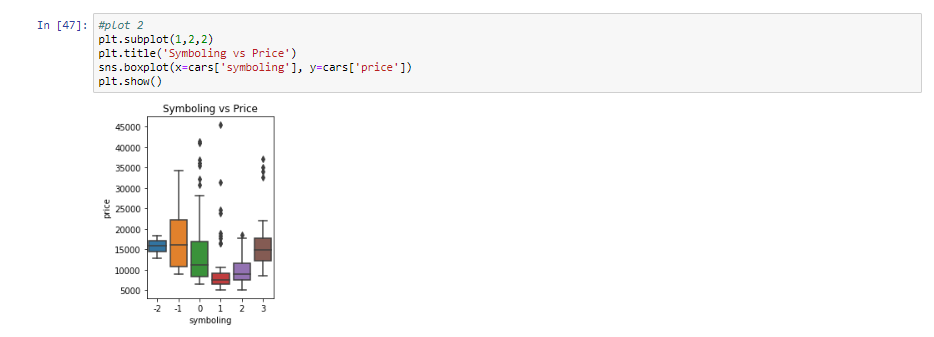 In [47]: #plot 2
plt.subplot(1,2,2)
plt.title('Symboling vs Price')
sns.boxplot(x=cars['symboling'], y=cars['price'])
plt.show()
Symboling vs Price
45000
40000
35000
30000
25000
20000
15000
10000
5000
price
-2 -1 0 1 2 3
symboling